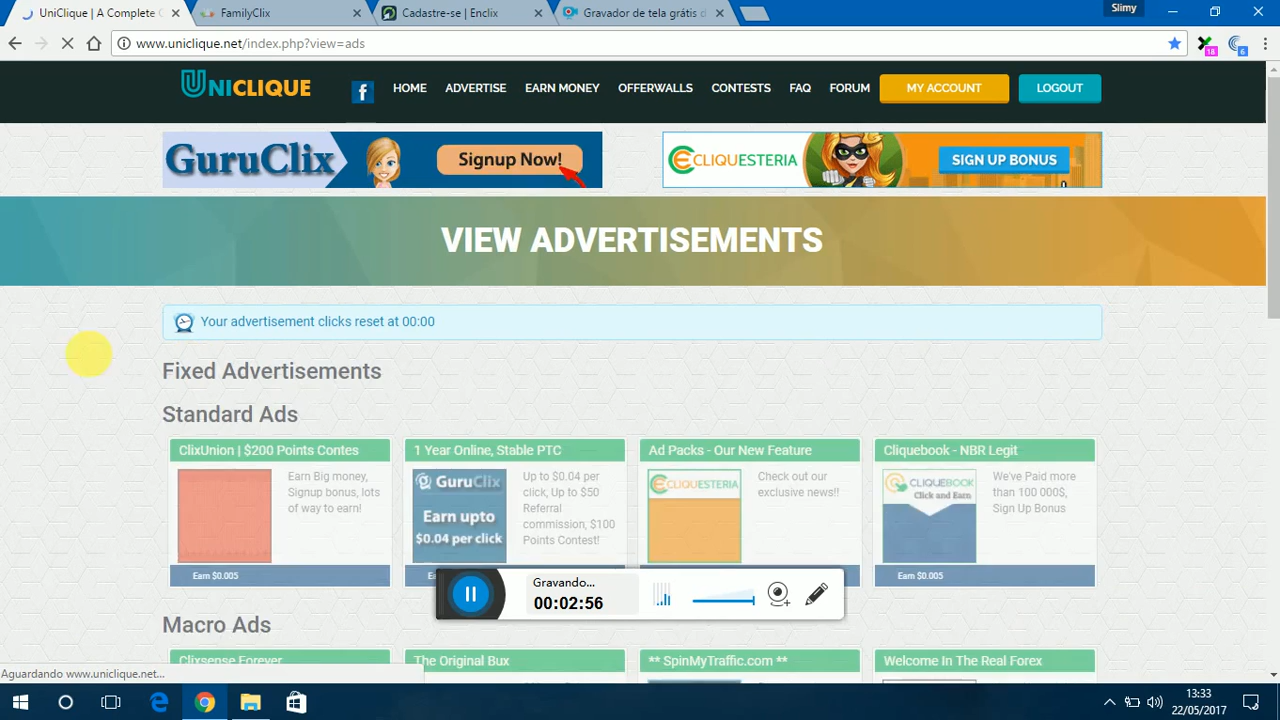 UniClique | A Complete C
FamilyClix
Cadastre-se | Enclix
Gravador de tela grátis d
Slimy
www.uniclique.net/index.php?view=ads
18
6
UNICLIQUE
f
HOME
ADVERTISE
EARN MONEY
OFFERWALLS
CONTESTS
FAQ
FORUM
MY ACCOUNT
LOGOUT
GuruClix
Signup Now!
CLIQUESTERIA
SIGN UP BONUS
VIEW ADVERTISEMENTS
Your advertisement clicks reset at 00:00
Fixed Advertisements
Standard Ads
ClixUnion | $200 Points Contes
Earn Big money,
Signup bonus, lots
of way to earn!
Earn $0.005
1 Year Online, Stable PTC
GuruClix
Earn upto
$0.04 per click
Up to $0.04 per
click, Up to $50
Referral
commission, $100
Points Contest!
Ad Packs - Our New Feature
CLIQUESTERIA
Check out our
exclusive news!!
Cliquebook - NBR Legit
CLIQUEBOOK
Click and Earn
We've Paid more
than 100 000$,
Sign Up Bonus
Earn $0.005
Gravando...
00:02:56
Macro Ads
Clixsense Forever
The Original Bux
** SpinMyTraffic.com **
Welcome In The Real Forex
Aguardando www.uniclique.net...
13:33
22/05/2017